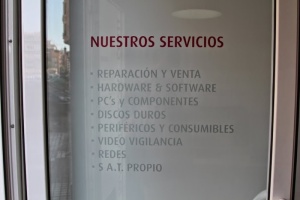 NUESTROS SERVICIOS
· REPARACIÓN Y VENTA
· HARDWARE & SOFTWARE
· PC's y COMPONENTES
· DISCOS DUROS
· PERIFÉRICOS Y CONSUMIBLES
· VIDEO VIGILANCIA
· REDES
· S.A.T. PROPIO